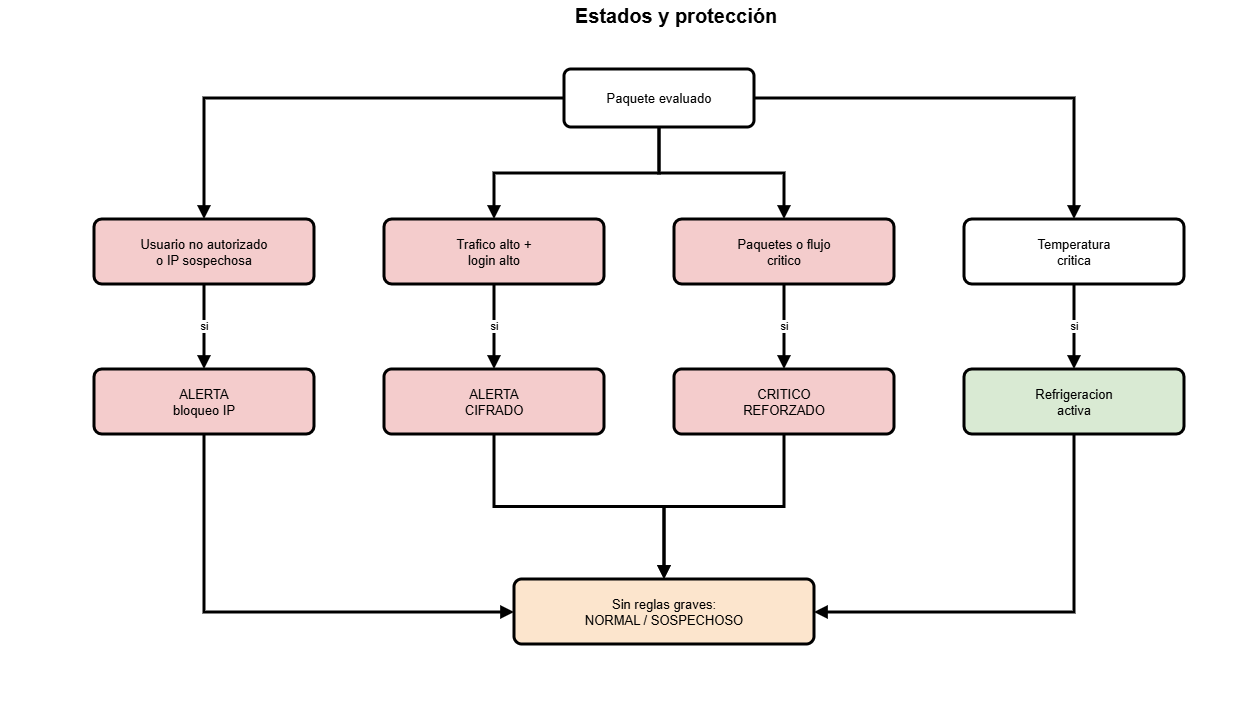 Estados y protección
Paquete evaluado
Usuario no autorizado
o IP sospechosa
Trafico alto +
login alto
Paquetes o flujo
critico
Temperatura
critica
si
si
si
si
ALERTA
bloqueo IP
ALERTA
CIFRADO
CRITICO
REFORZADO
Refrigeracion
activa
Sin reglas graves:
NORMAL / SOSPECHOSO